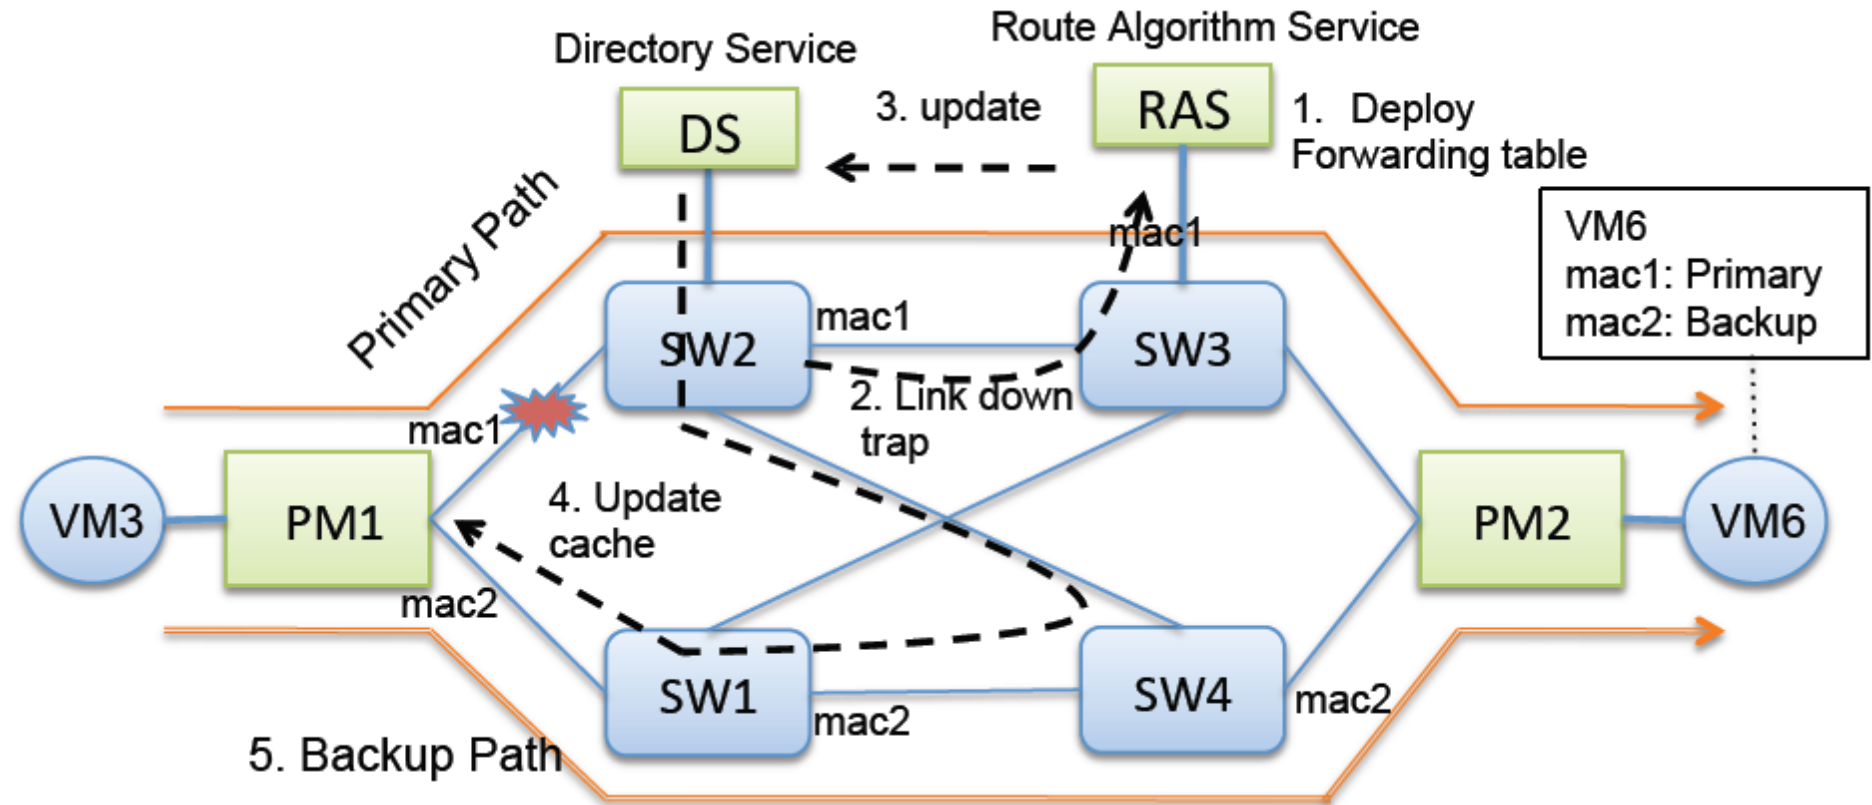 Directory Service
Route Algorithm Service
DS
3. update
RAS
1. Deploy
Forwarding table
Primary Path
mac1
VM6
mac1: Primary
mac2: Backup
SW2
mac1
SW3
2. Link down
trap
mac1
VM3
PM1
4. Update
cache
PM2
VM6
mac2
SW1
mac2
SW4
mac2
5. Backup Path